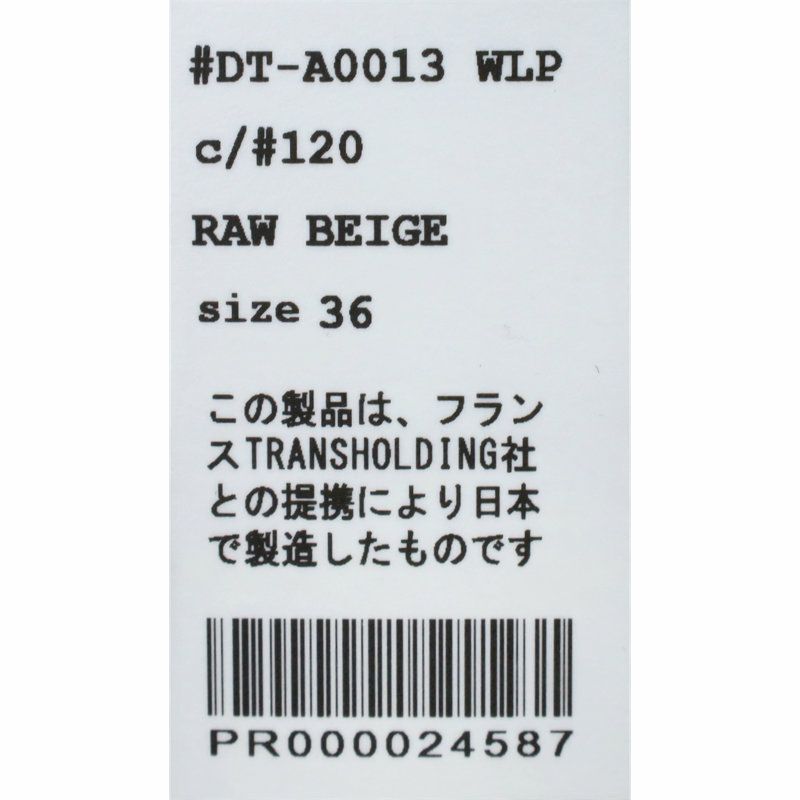 #DT-A0013 WLP
c/#120
RAW BEIGE
size 36
この製品は、フラン
スTRANSHOLDING社
との提携により日本
で製造したものです
PR000024587